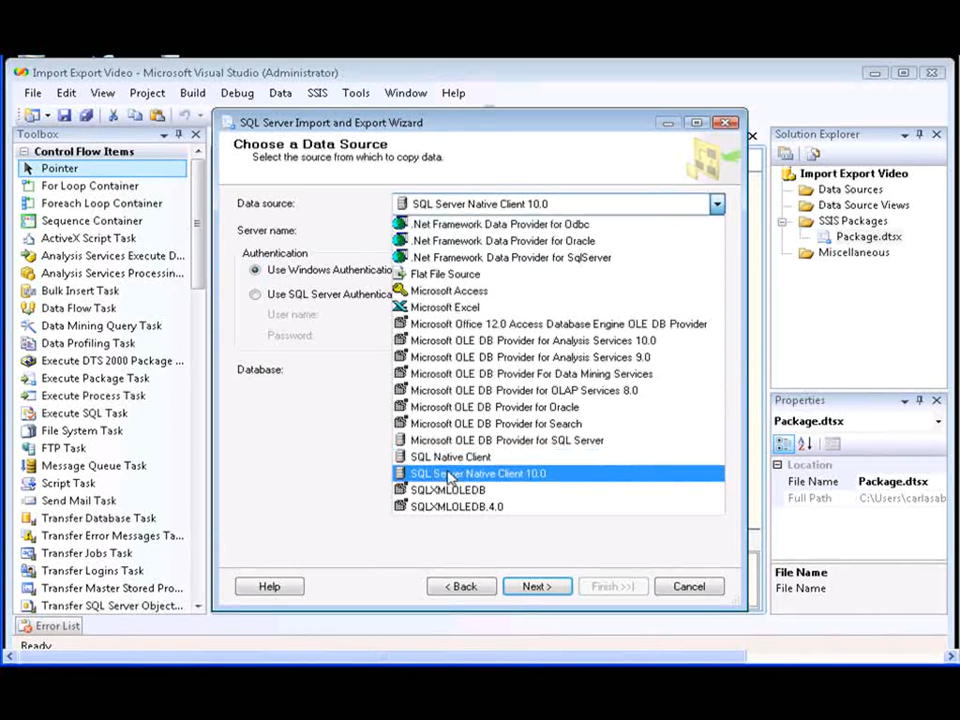 Import Export Video - Microsoft Visual Studio (Administrator)
File Edit View Project Build Debug Data SSIS Tools Window Help
Toolbox
Control Flow Items
Pointer
For Loop Container
Foreach Loop Container
Sequence Container
ActiveX Script Task
Analysis Services Execute D...
Analysis Services Processin...
Bulk Insert Task
Data Flow Task
Data Mining Query Task
Data Profiling Task
Execute DTS 2000 Package ...
Execute Package Task
Execute Process Task
Execute SQL Task
File System Task
FTP Task
Message Queue Task
Script Task
Send Mail Task
Transfer Database Task
Transfer Error Messages Ta...
Transfer Jobs Task
Transfer Logins Task
Transfer Master Stored Pro...
Transfer SQL Server Object...
Error List
Ready
SQL Server Import and Export Wizard
Choose a Data Source
Select the source from which to copy data.
Data source: SQL Server Native Client 10.0
Server name:
Authentication
Use Windows Authenticatio
Use SQL Server Authentica
User name:
Password:
Database:
.Net Framework Data Provider for Odbc
.Net Framework Data Provider for Oracle
.Net Framework Data Provider for SqlServer
Flat File Source
Microsoft Access
Microsoft Excel
Microsoft Office 12.0 Access Database Engine OLE DB Provider
Microsoft OLE DB Provider for Analysis Services 10.0
Microsoft OLE DB Provider for Analysis Services 9.0
Microsoft OLE DB Provider For Data Mining Services
Microsoft OLE DB Provider for OLAP Services 8.0
Microsoft OLE DB Provider for Oracle
Microsoft OLE DB Provider for Search
Microsoft OLE DB Provider for SQL Server
SQL Native Client
SQL Server Native Client 10.0
SQLXMLOLEDB
SQLXMLOLEDB.4.0
Help < Back Next > Finish >>| Cancel
Solution Explorer
Import Export Video
Data Sources
Data Source Views
SSIS Packages
Package.dtsx
Miscellaneous
Properties
Package.dtsx
Location
File Name Package.dtsx
Full Path C:\Users\carlasab
File Name
File Name